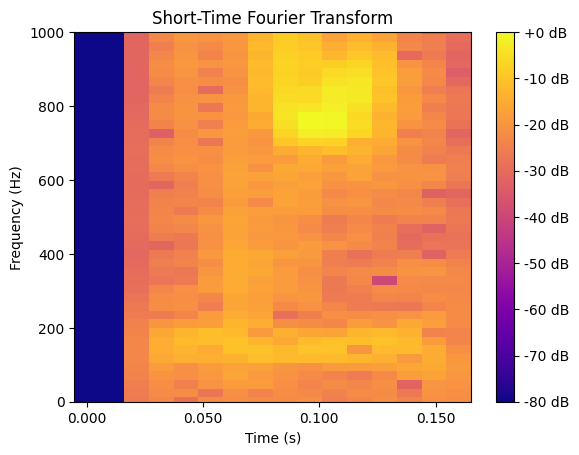 Short-Time Fourier Transform
1000
800
600
400
200
0
Frequency (Hz)
0.000
0.050
0.100
0.150
Time (s)
+0 dB
-10 dB
-20 dB
-30 dB
-40 dB
-50 dB
-60 dB
-70 dB
-80 dB